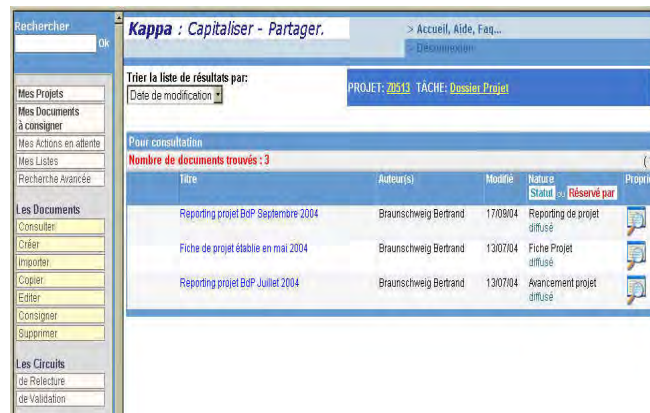 Rechercher
Ok
Mes Projets
Mes Documents
à consigner
Mes Actions en attente
Mes Listes
Recherche Avancée
Les Documents
Consulter
Créer
Importer
Copier
Editer
Consigner
Supprimer
Les Circuits
de Relecture
de Validation
Kappa : Capitaliser - Partager.
> Accueil, Aide, Faq...
> Déconnexion
Trier la liste de résultats par:
Date de modification
PROJET: Z0513 TÂCHE: Dossier Projet
Pour consultation
Nombre de documents trouvés : 3 (
Titre Auteur(s) Modifié Nature Proprié
Statut ou Réservé par
Reporting projet BdP Septembre 2004 Braunschweig Bertrand 17/09/04 Reporting de projet
diffusé
Fiche de projet établie en mai 2004 Braunschweig Bertrand 13/07/04 Fiche Projet
diffusé
Reporting projet BdP Juillet 2004 Braunschweig Bertrand 13/07/04 Avancement projet
diffusé